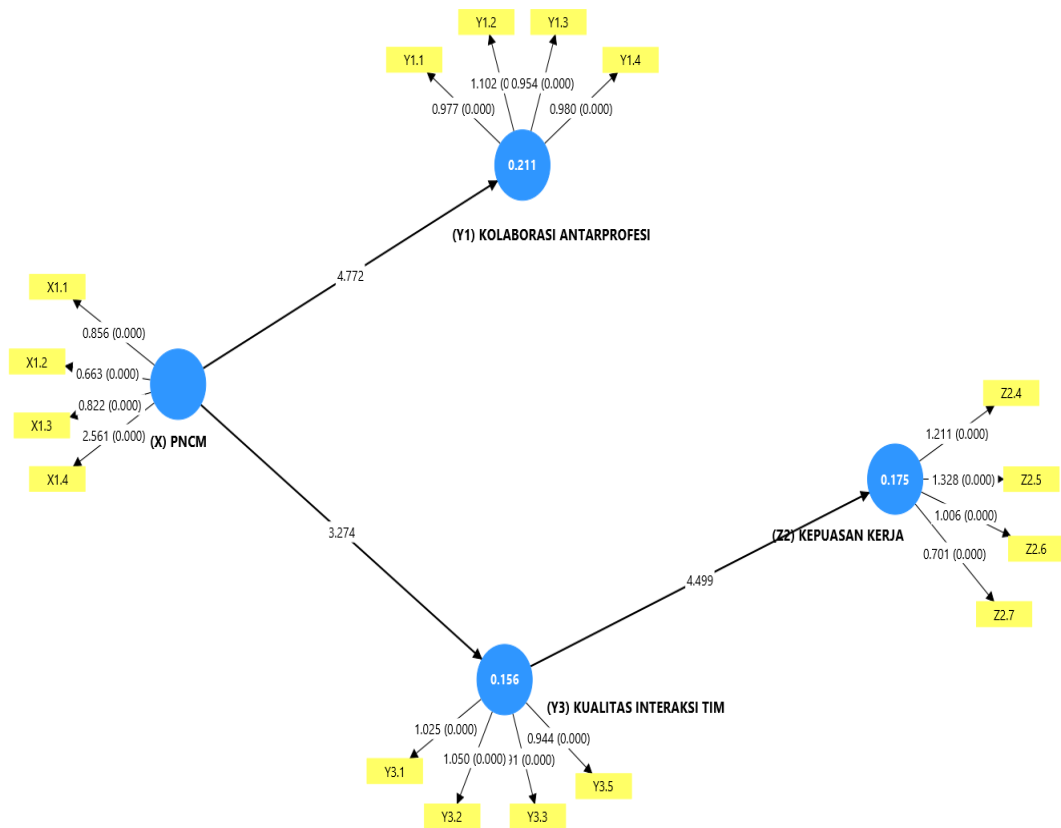 Y1.2
Y1.3
Y1.1
Y1.4
1.102
0.954 (0.000)
0.977 (0.000)
0.980 (0.000)
0.211
(Y1) KOLABORASI ANTARPROFESI
4.772
X1.1
0.856 (0.000)
X1.2
0.663 (0.000)
0.822 (0.000)
X1.3
2.561 (0.000)
(X) PNCM
X1.4
Z2.4
1.211 (0.000)
0.175
1.328 (0.000)
Z2.5
1.006 (0.000)
(Z2) KEPUASAN KERJA
Z2.6
0.701 (0.000)
3.274
4.499
Z2.7
0.156
(Y3) KUALITAS INTERAKSI TIM
1.025 (0.000)
0.944 (0.000)
1.050 (0.000)
(0.000)
Y3.1
Y3.5
Y3.2
Y3.3